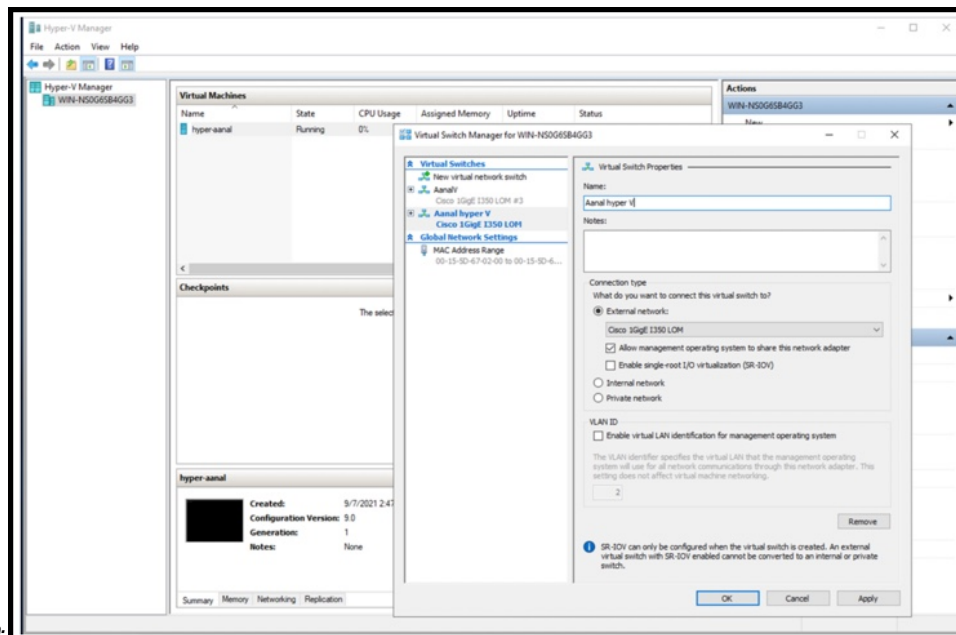 Hyper-V Manager
File Action View Help
Hyper-V Manager
WIN-NS0G6SB4GG3
Virtual Machines
Name State CPU Usage Assigned Memory Uptime Status
hyper-aanal Running 0%
Checkpoints
The selec
hyper-aanal
Created: 9/7/2021 2:47
Configuration Version: 9.0
Generation: 1
Notes: None
Summary Memory Networking Replication
Actions
WIN-NS0G6SB4GG3
New
Virtual Switch Manager for WIN-NS0G6SB4GG3
Virtual Switches
New virtual network switch
AanalV
Cisco 1GigE I350 LOM #3
Aanal hyper V
Cisco 1GigE I350 LOM
Global Network Settings
MAC Address Range
00-15-5D-67-02-00 to 00-15-5D-6...
Virtual Switch Properties
Name:
Aanal hyper V
Notes:
Connection type
What do you want to connect this virtual switch to?
External network:
Cisco 1GigE I350 LOM
Allow management operating system to share this network adapter
Enable single-root I/O virtualization (SR-IOV)
Internal network
Private network
VLAN ID
Enable virtual LAN identification for management operating system
The VLAN identifier specifies the virtual LAN that the management operating
system will use for all network communications through this network adapter. This
setting does not affect virtual machine networking.
2
Remove
SR-IOV can only be configured when the virtual switch is created. An external
virtual switch with SR-IOV enabled cannot be converted to an internal or private
switch.
OK Cancel Apply